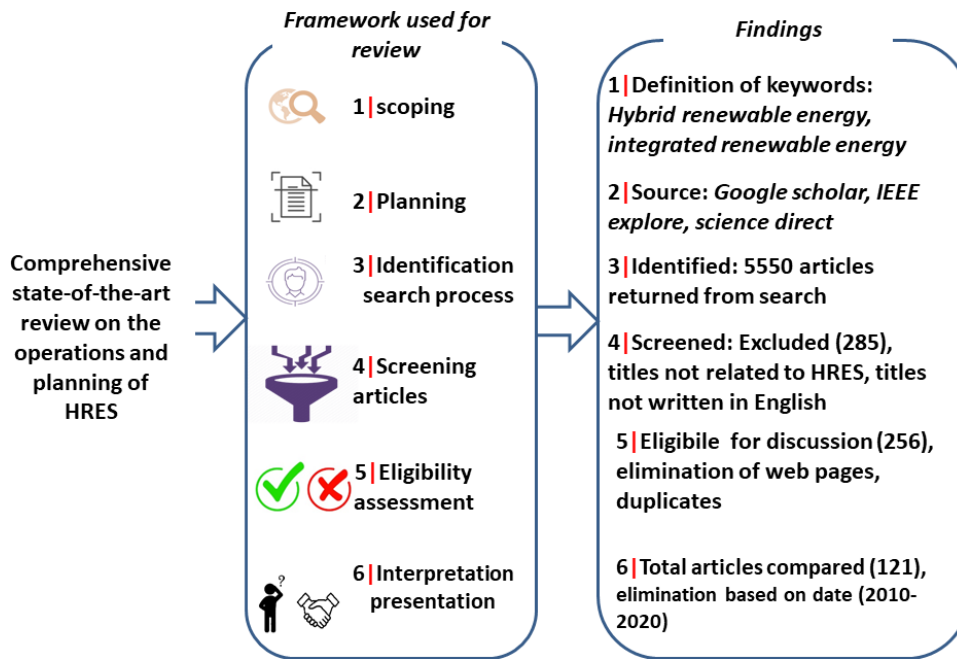 Comprehensive
state-of-the-art
review on the
operations and
planning of
HRES
Framework used for
review
1|scoping
2|Planning
3|Identification
search process
4|Screening
articles
5|Eligibility
assessment
?
6|Interpretation
presentation
Findings
1|Definition of keywords:
Hybrid renewable energy,
integrated renewable energy
2|Source: Google scholar, IEEE
explore, science direct
3|Identified: 5550 articles
returned from search
4|Screened: Excluded (285),
titles not related to HRES, titles
not written in English
5|Eligibile for discussion (256),
elimination of web pages,
duplicates
6|Total articles compared (121),
elimination based on date (2010-
2020)